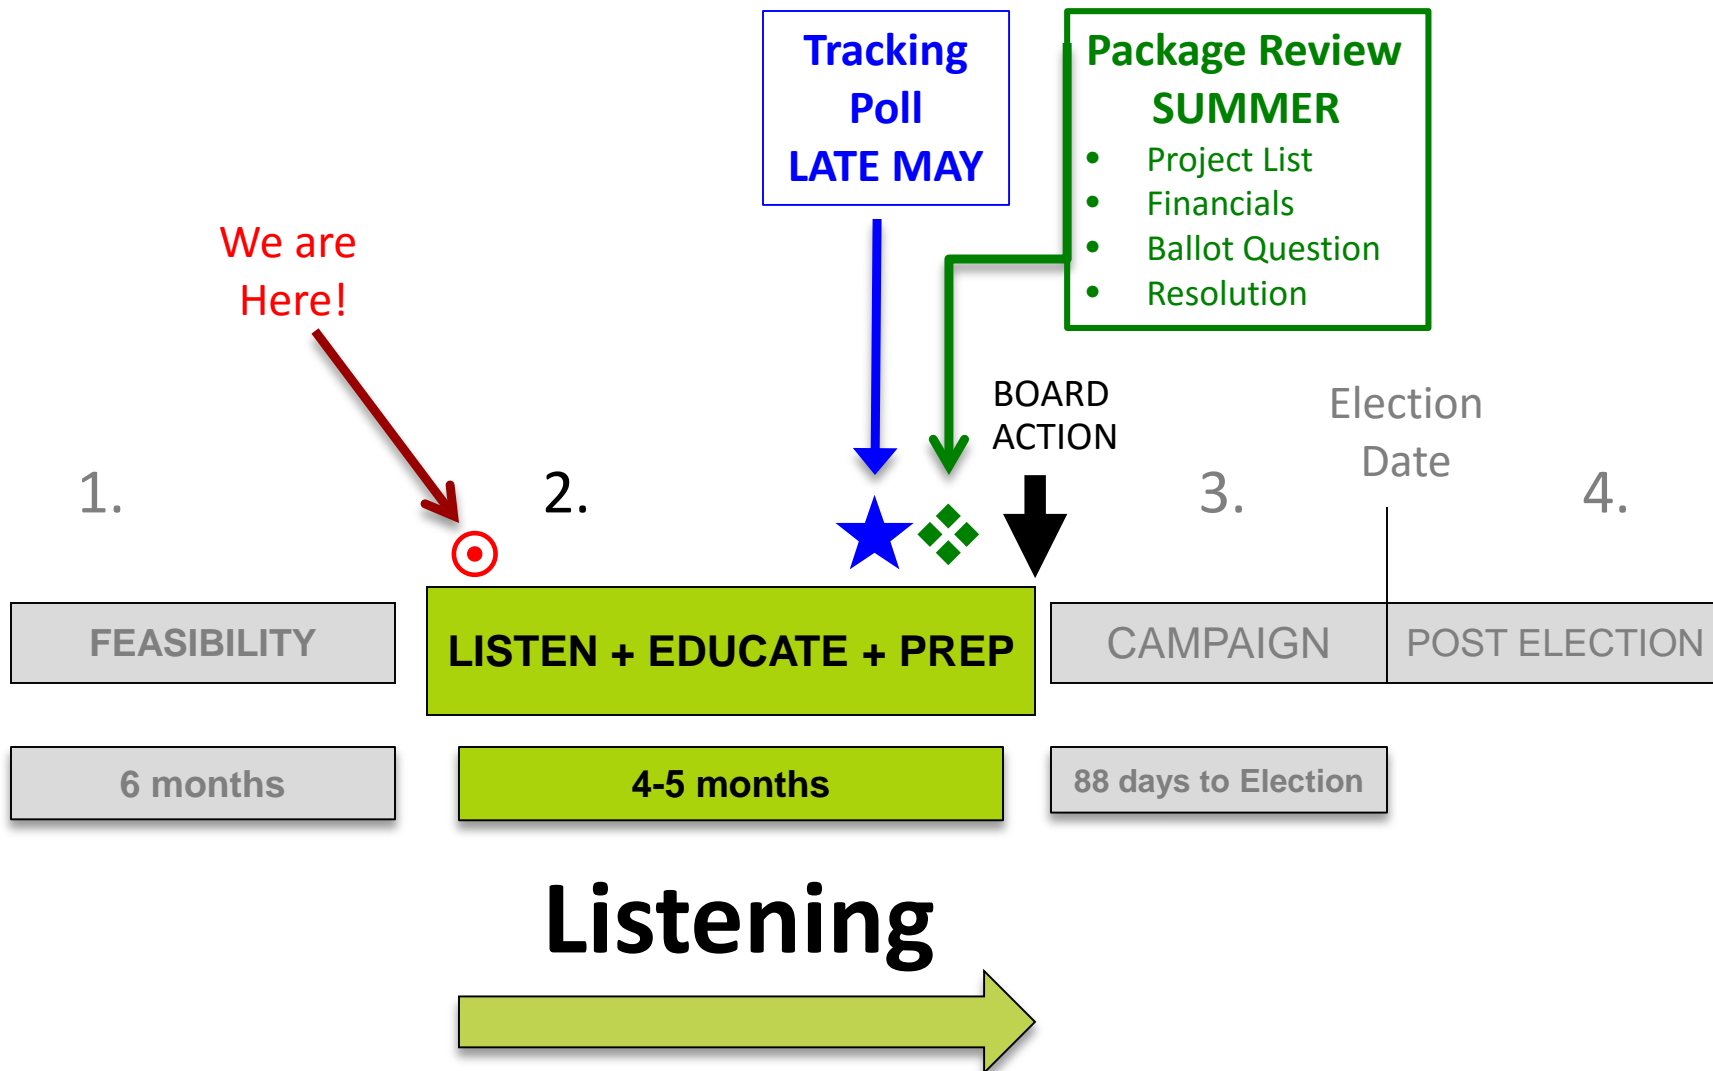 Tracking
Poll
LATE MAY
Package Review
SUMMER
• Project List
• Financials
• Ballot Question
• Resolution
We are
Here!
BOARD
ACTION
Election
Date
1.
2.
3.
4.
FEASIBILITY
LISTEN + EDUCATE + PREP
CAMPAIGN
POST ELECTION
6 months
4-5 months
88 days to Election
Listening